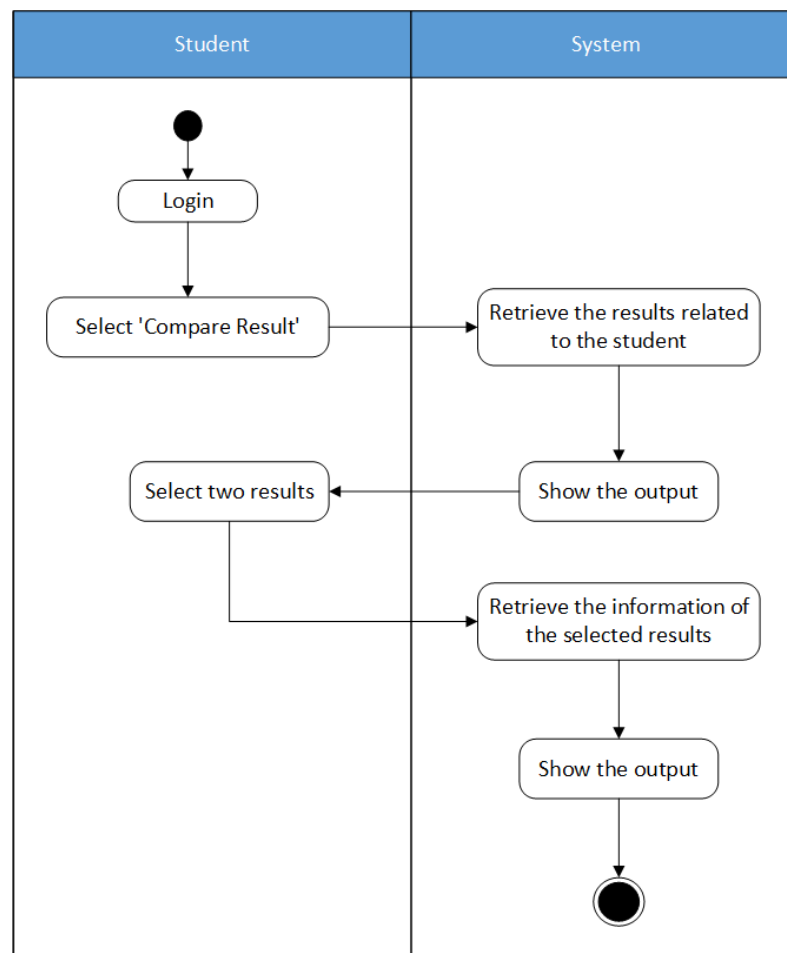 Student
System
Login
Select 'Compare Result'
Retrieve the results related
to the student
Select two results
Show the output
Retrieve the information of
the selected results
Show the output